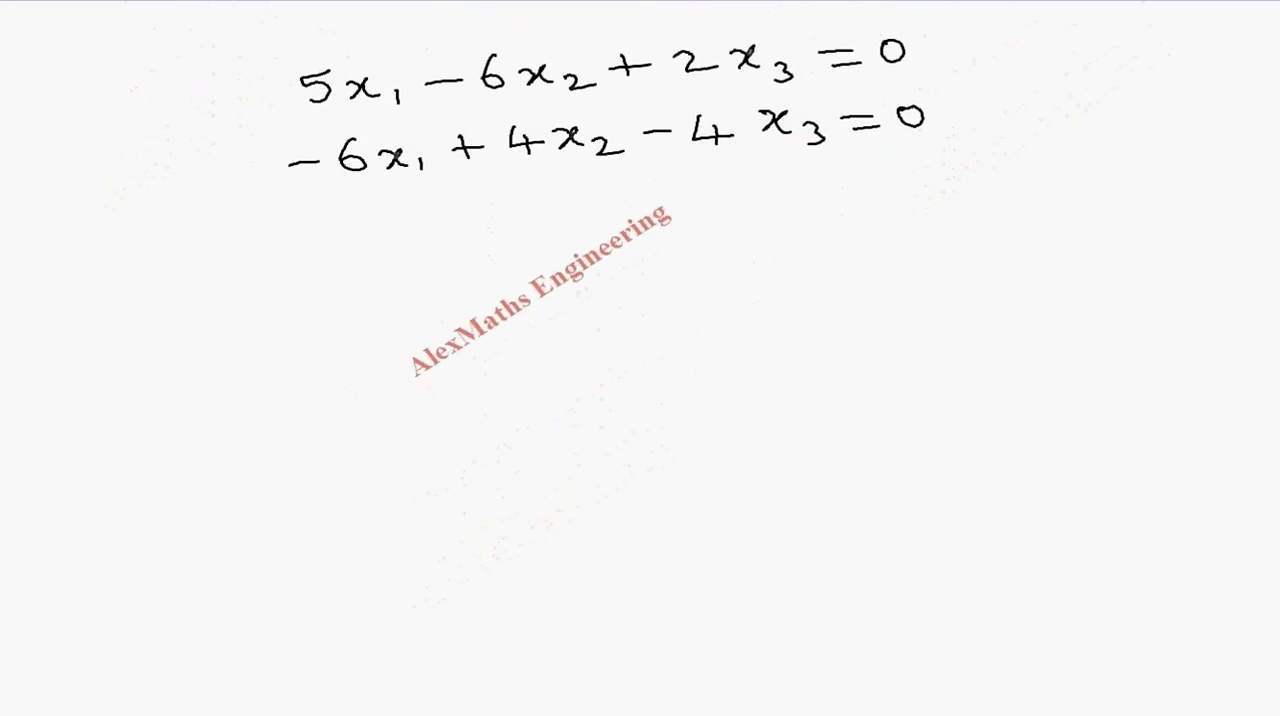 5x₁ − 6x₂ + 2x₃ = 0
−6x₁ + 4x₂ − 4x₃ = 0
AlexMaths Engineering